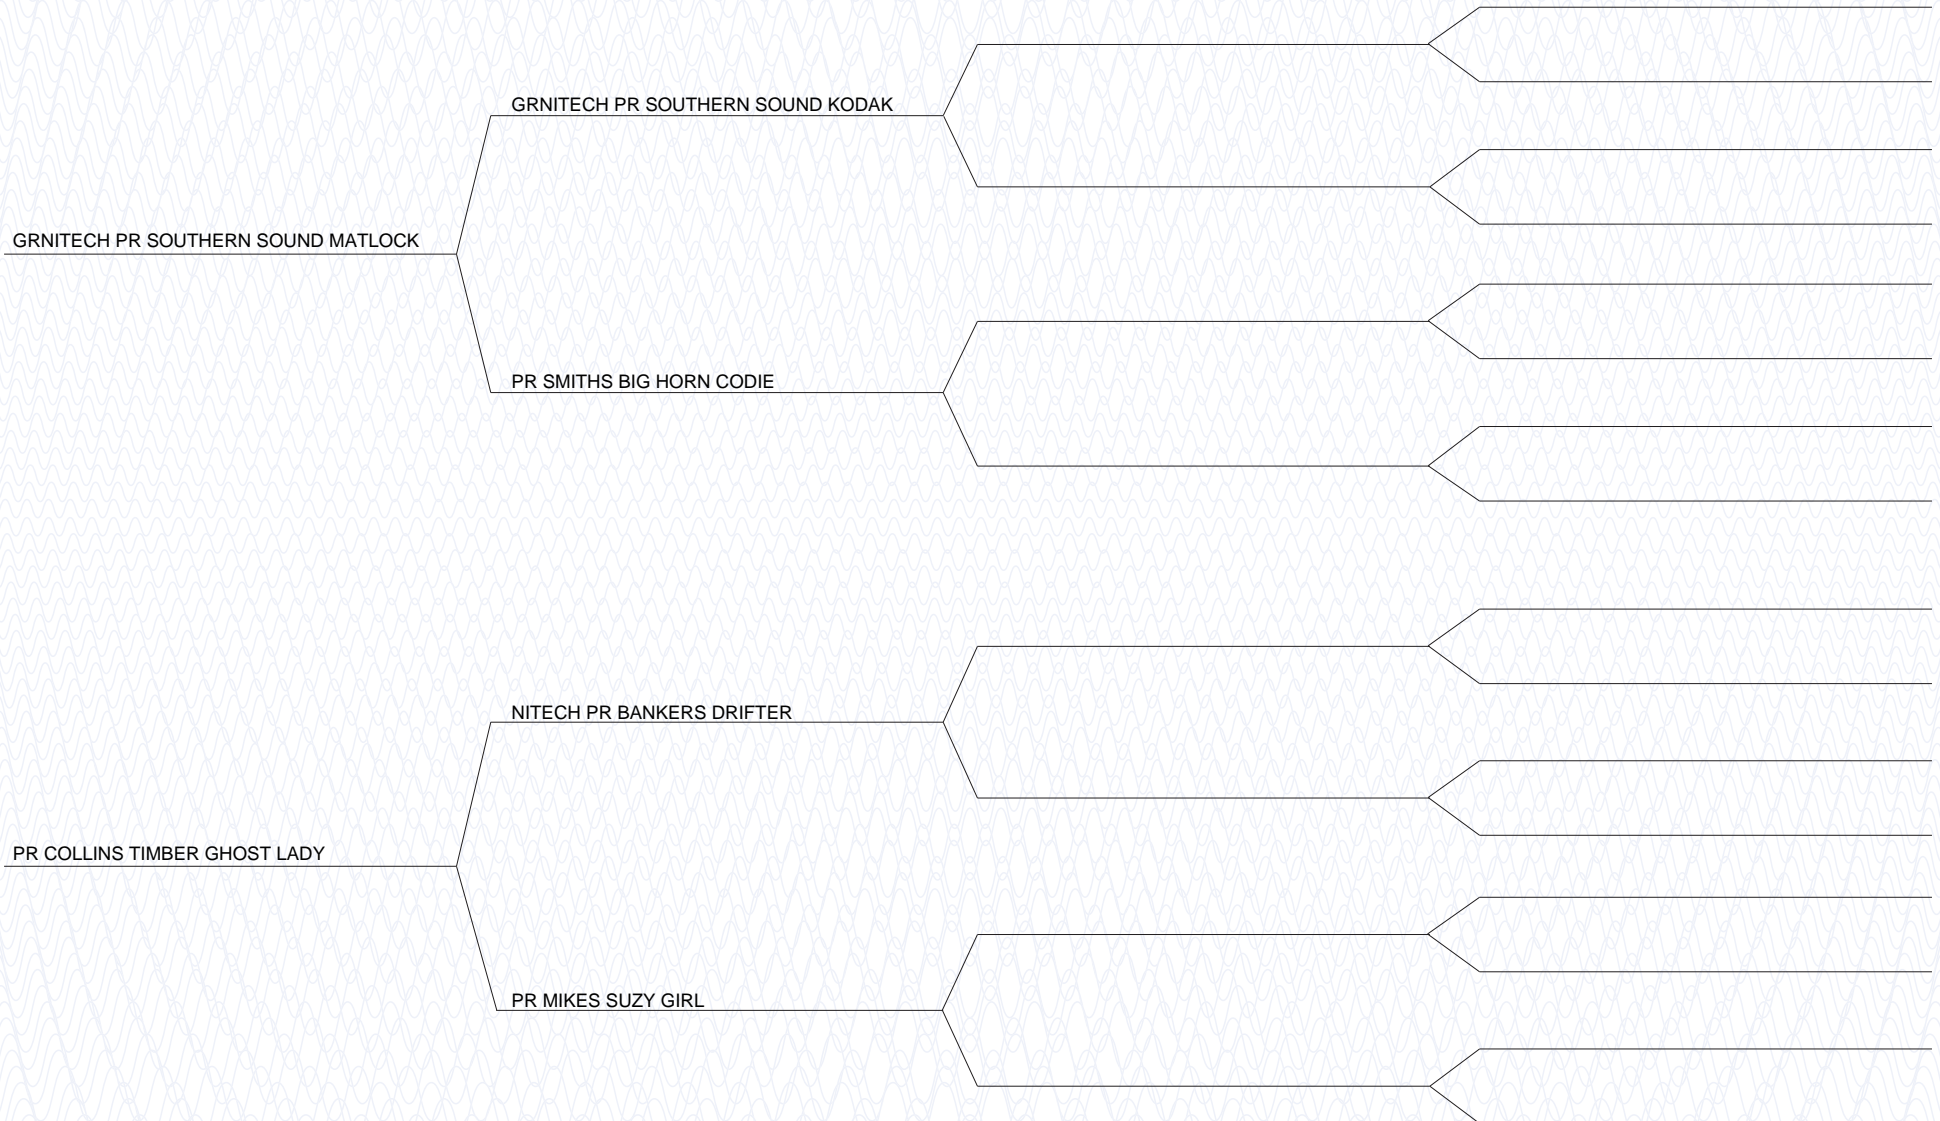 GRNITECH PR SOUTHERN SOUND KODAK
GRNITECH PR SOUTHERN SOUND MATLOCK
PR SMITHS BIG HORN CODIE
NITECH PR BANKERS DRIFTER
PR COLLINS TIMBER GHOST LADY
PR MIKES SUZY GIRL